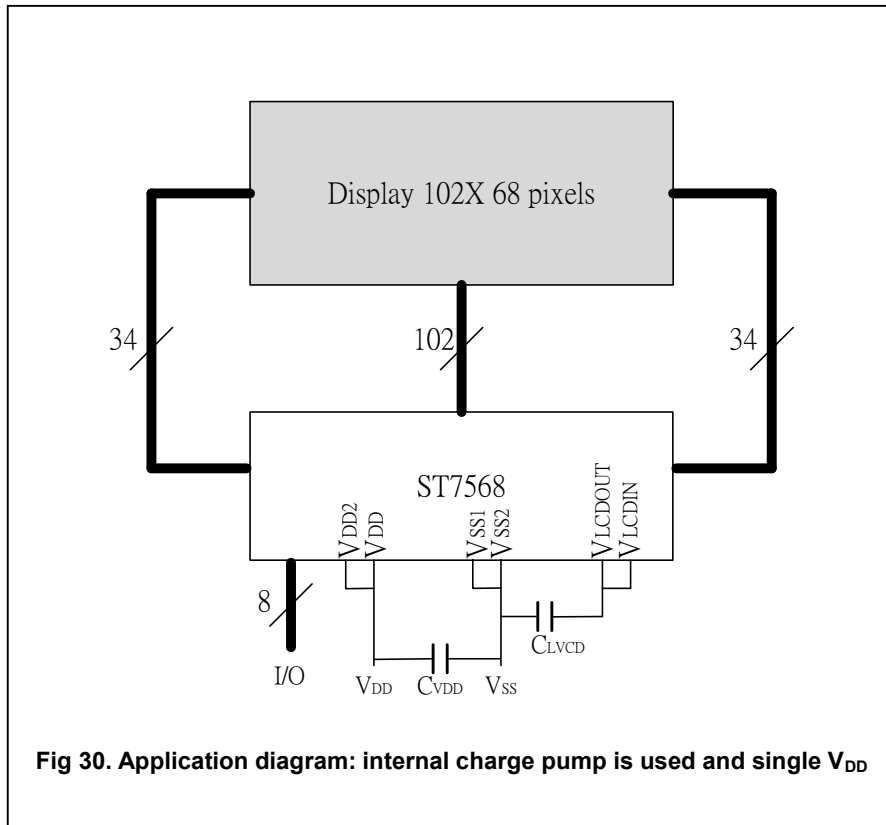 Display 102X 68 pixels
34
102
34
ST7568
VDD2
VDD
VSS1
VSS2
VLCDOUT
VLCDIN
8
I/O
VDD
CVDD
VSS
CLVCD
Fig 30. Application diagram: internal charge pump is used and single VDD